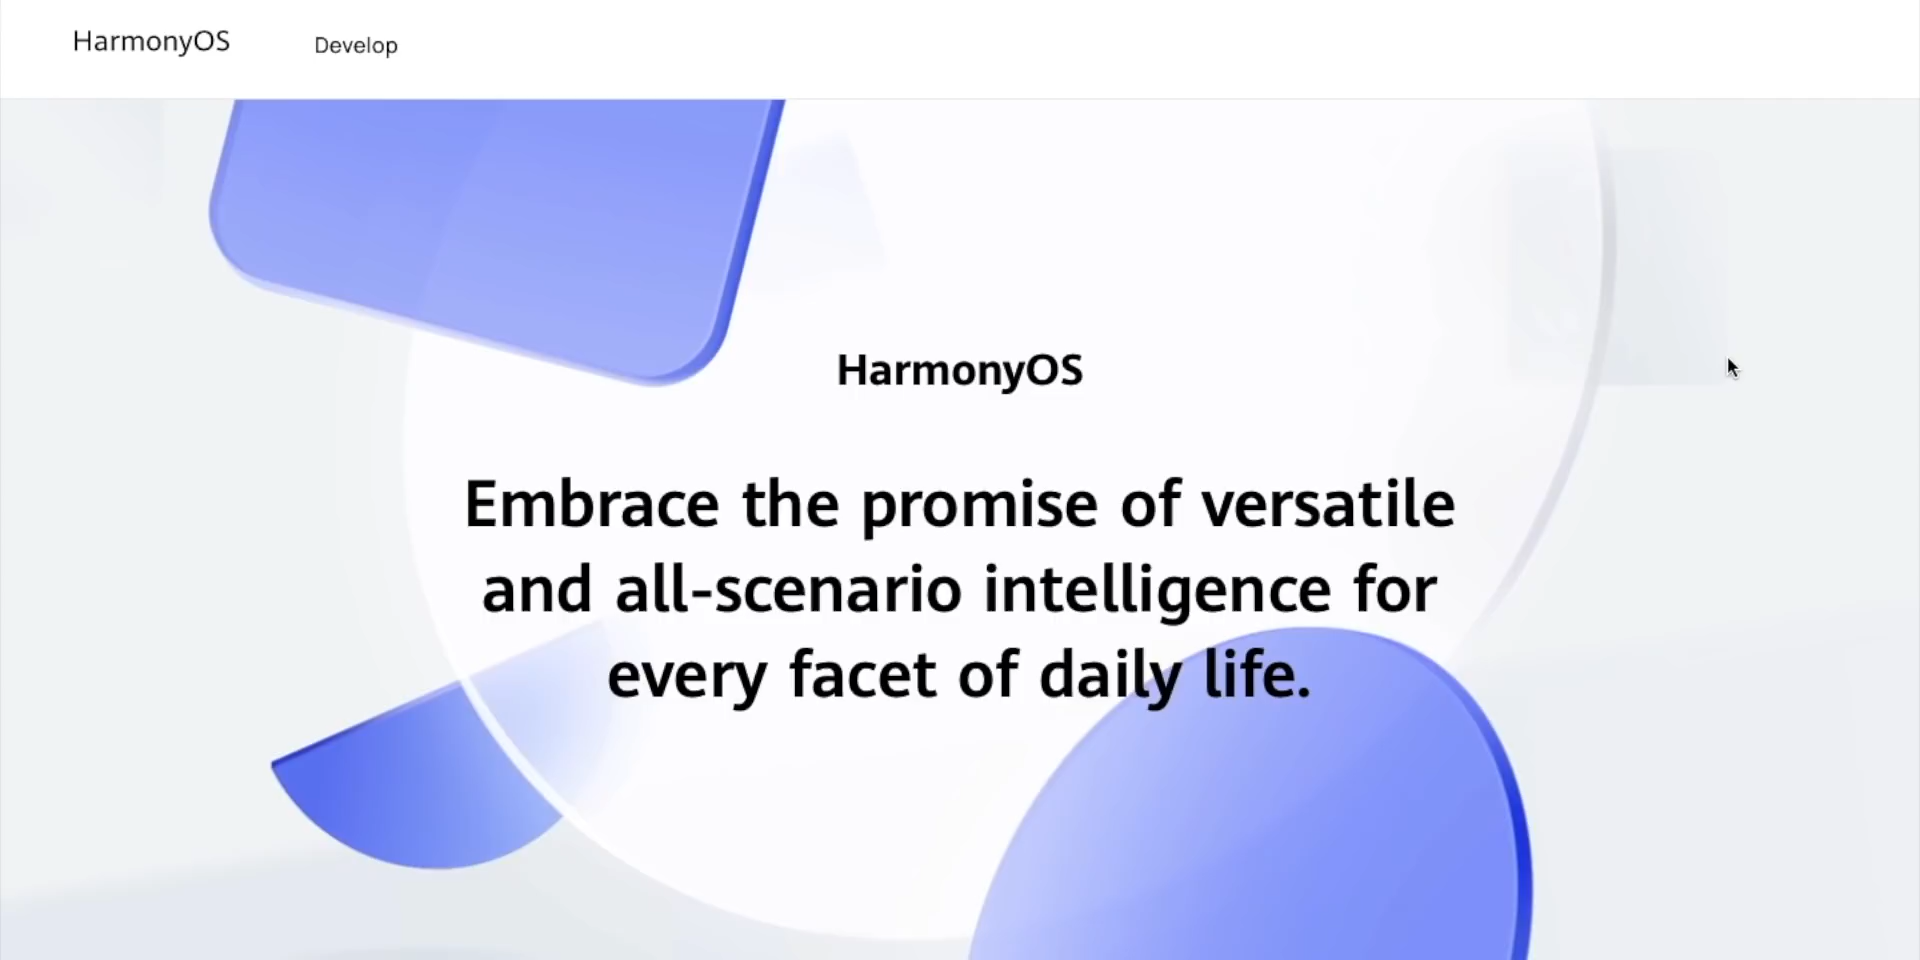 HarmonyOS
Develop
HarmonyOS
Embrace the promise of versatile
and all-scenario intelligence for
every facet of daily life.